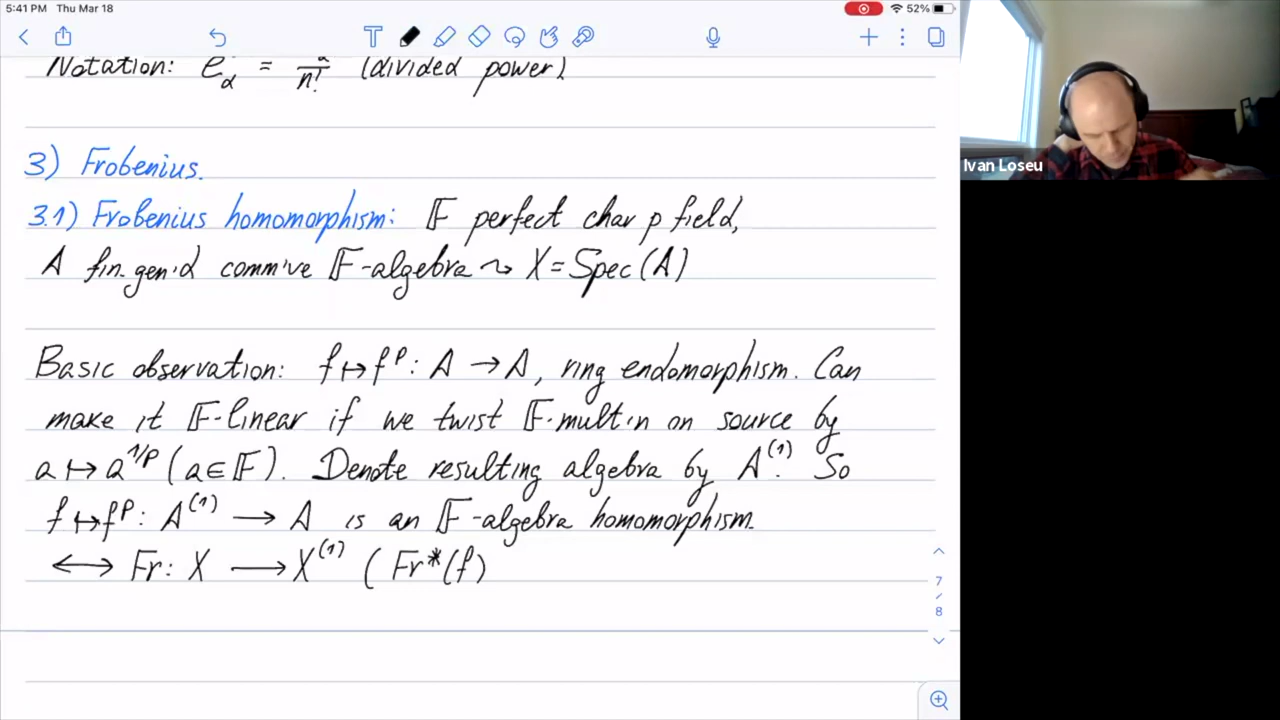 5:41 PM Thu Mar 18
52%
Notation: e_α = /n! (divided power)
3) Frobenius.
3.1) Frobenius homomorphism: 𝔽 perfect char p field,
A fin. gen'd comm'ive 𝔽-algebra ⇝ X = Spec(A)
Basic observation: f ↦ f^p: A → A, ring endomorphism. Can
make it 𝔽-linear if we twist 𝔽-mult'n on source by
a ↦ a^{1/p} (a ∈ 𝔽). Denote resulting algebra by A^{(1)}. So
f ↦ f^p: A^{(1)} → A is an 𝔽-algebra homomorphism.
⟷ Fr: X → X^{(1)} ( Fr*(f)
7
/
8
Ivan Loseu